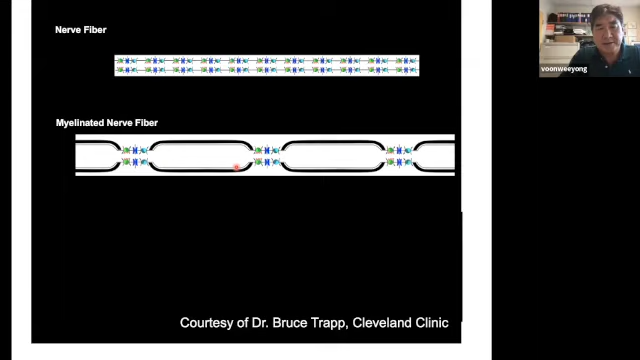 Nerve Fiber
voonweeyong
Myelinated Nerve Fiber
Courtesy of Dr. Bruce Trapp, Cleveland Clinic